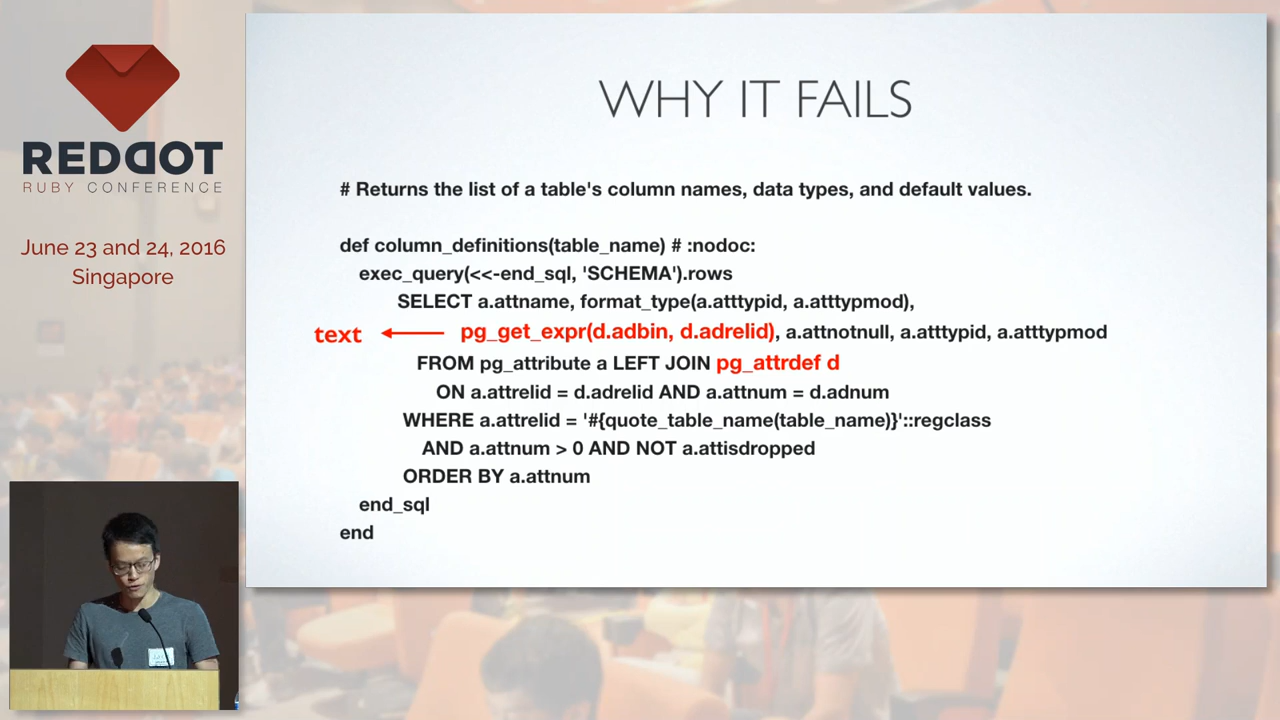 REDDOT
RUBY CONFERENCE
June 23 and 24, 2016
Singapore
WHY IT FAILS
# Returns the list of a table's column names, data types, and default values.
def column_definitions(table_name) # :nodoc:
exec_query(<<-end_sql, 'SCHEMA').rows
SELECT a.attname, format_type(a.atttypid, a.atttypmod),
text pg_get_expr(d.adbin, d.adrelid), a.attnotnull, a.atttypid, a.atttypmod
FROM pg_attribute a LEFT JOIN pg_attrdef d
ON a.attrelid = d.adrelid AND a.attnum = d.adnum
WHERE a.attrelid = '#{quote_table_name(table_name)}'::regclass
AND a.attnum > 0 AND NOT a.attisdropped
ORDER BY a.attnum
end_sql
end